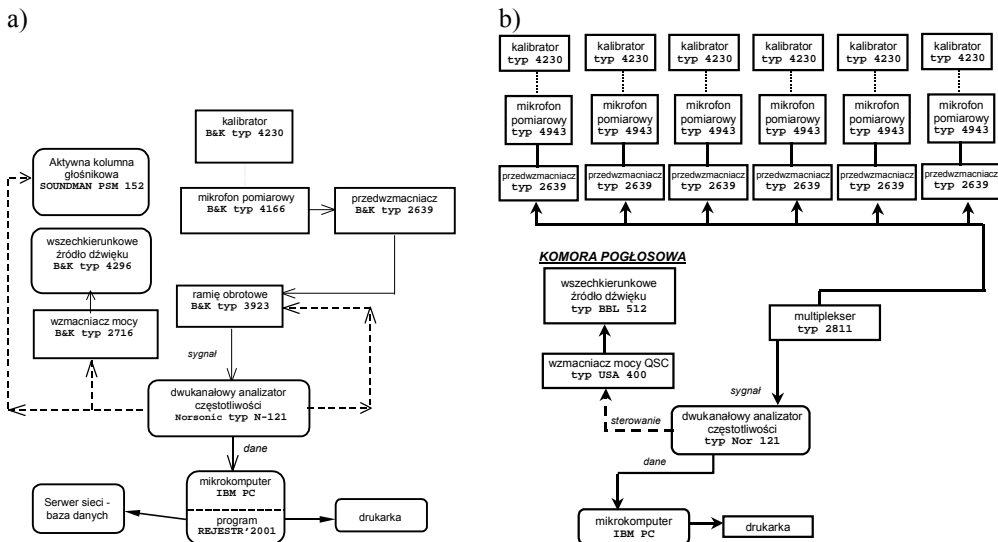 a)
kalibrator
B&K typ 4230
Aktywna kolumna
głośnikowa
SOUNDMAN PSM 152
mikrofon pomiarowy
B&K typ 4166
przedwzmacniacz
B&K typ 2639
wszechkierunkowe
źródło dźwięku
B&K typ 4296
ramię obrotowe
B&K typ 3923
wzmacniacz mocy
B&K typ 2716
sygnał
dwukanałowy analizator
częstotliwości
Norsonic typ N-121
dane
mikrokomputer
IBM PC
program
REJESTR'2001
Serwer sieci -
baza danych
drukarka
b)
kalibrator
typ 4230
kalibrator
typ 4230
kalibrator
typ 4230
kalibrator
typ 4230
kalibrator
typ 4230
kalibrator
typ 4230
mikrofon
pomiarowy
typ 4943
mikrofon
pomiarowy
typ 4943
mikrofon
pomiarowy
typ 4943
mikrofon
pomiarowy
typ 4943
mikrofon
pomiarowy
typ 4943
mikrofon
pomiarowy
typ 4943
przedwzmacniacz
typ 2639
przedwzmacniacz
typ 2639
przedwzmacniacz
typ 2639
przedwzmacniacz
typ 2639
przedwzmacniacz
typ 2639
przedwzmacniacz
typ 2639
KOMORA POGŁOSOWA
wszechkierunkowe
źródło dźwięku
typ BBL 512
multiplekser
typ 2811
wzmacniacz mocy QSC
typ USA 400
sygnał
sterowanie
dwukanałowy analizator
częstotliwości
typ Nor 121
dane
mikrokomputer
IBM PC
drukarka